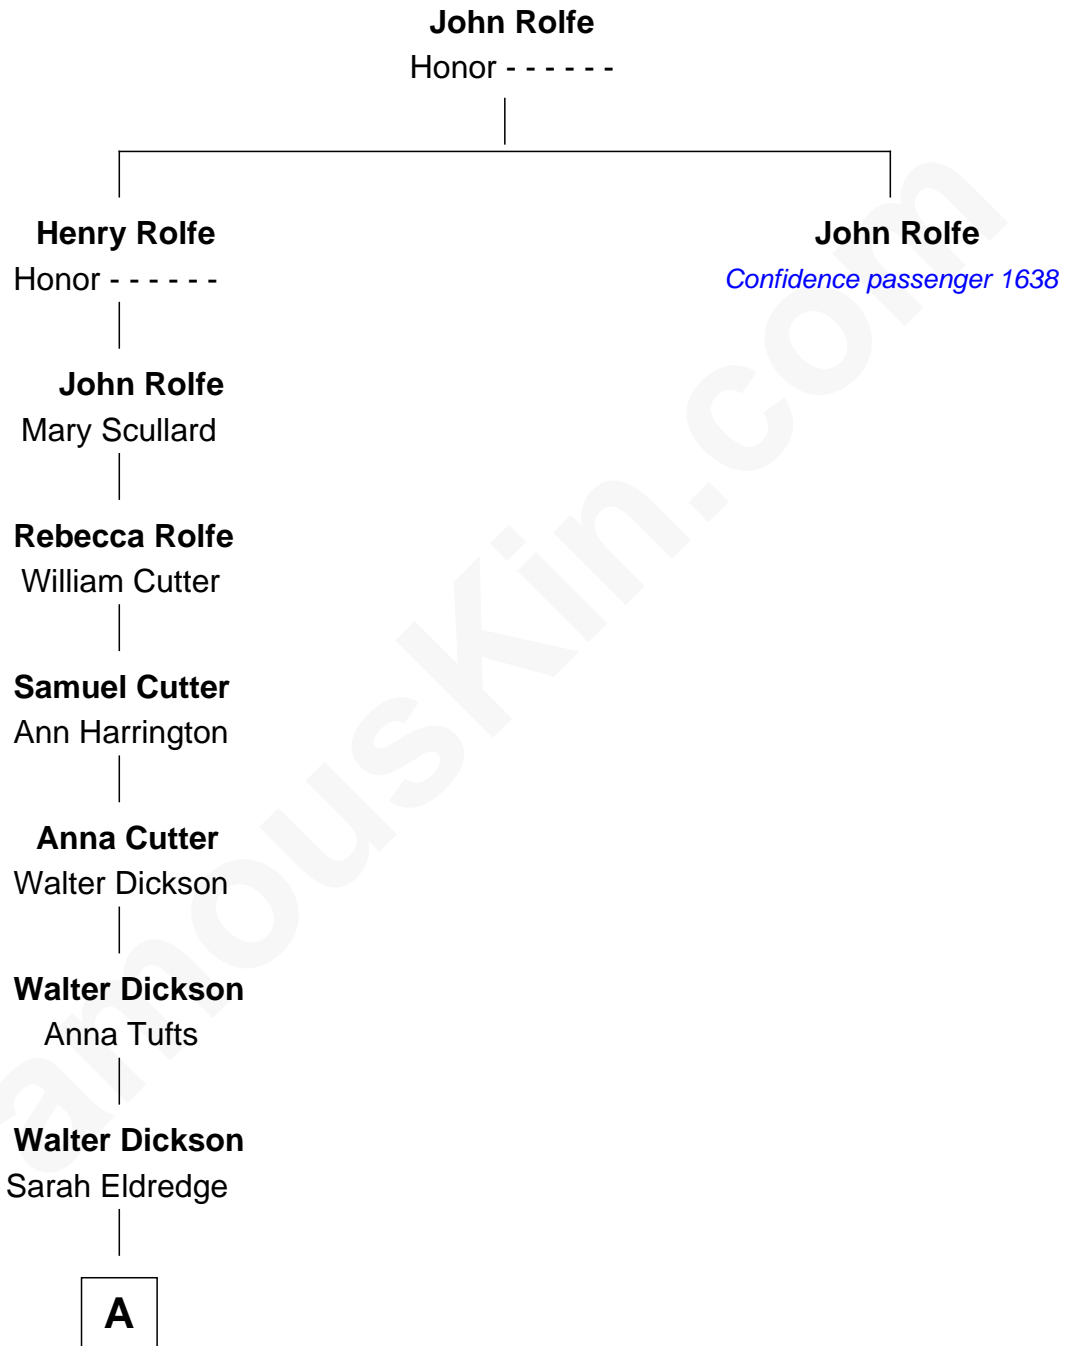 John Rolfe
Honor - - - - - -
Henry Rolfe
Honor - - - - - -
John Rolfe
Confidence passenger 1638
John Rolfe
Mary Scullard
Rebecca Rolfe
William Cutter
Samuel Cutter
Ann Harrington
Anna Cutter
Walter Dickson
Walter Dickson
Anna Tufts
Walter Dickson
Sarah Eldredge
A
amousKin.com